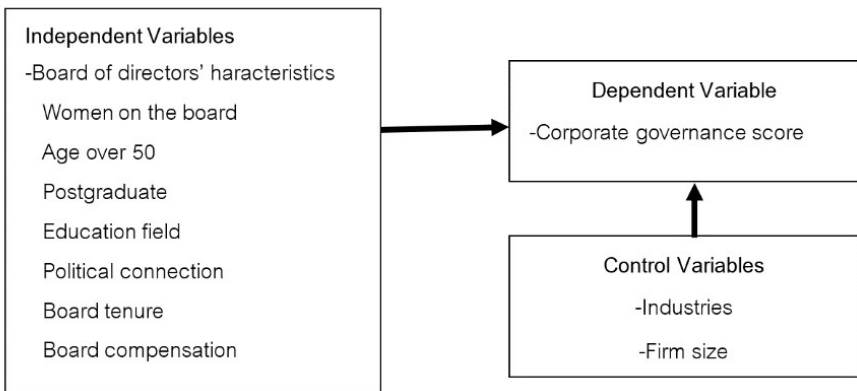 Independent Variables
-Board of directors’ haracteristics
Women on the board
Age over 50
Postgraduate
Education field
Political connection
Board tenure
Board compensation
Dependent Variable
-Corporate governance score
Control Variables
-Industries
-Firm size